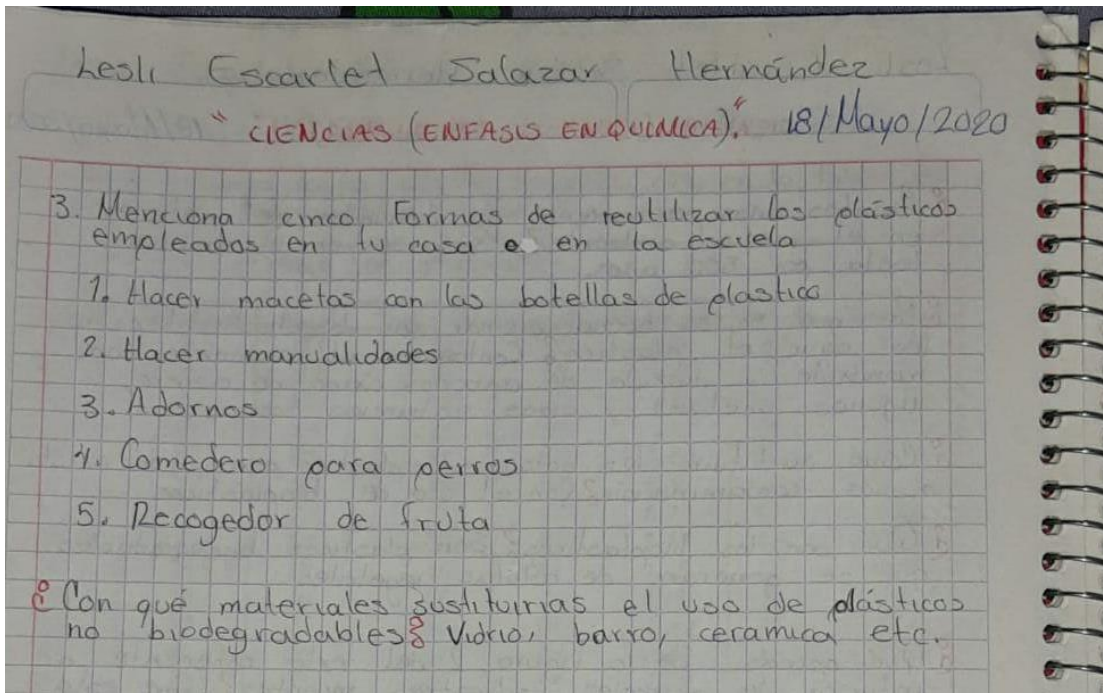 Lesli Escarlet Salazar Hernández
"CIENCIAS (ENFASIS EN QUIMICA)." 18/Mayo/2020
3. Menciona cinco formas de reutilizar los plásticos
empleados en tu casa o en la escuela
1. Hacer macetas con las botellas de plastico
2. Hacer manualidades
3. Adornos
4. Comedero para perros
5. Recogedor de fruta
¿Con qué materiales sustituirias el uso de plásticos
no biodegradables? Vidrio, barro, ceramica etc.